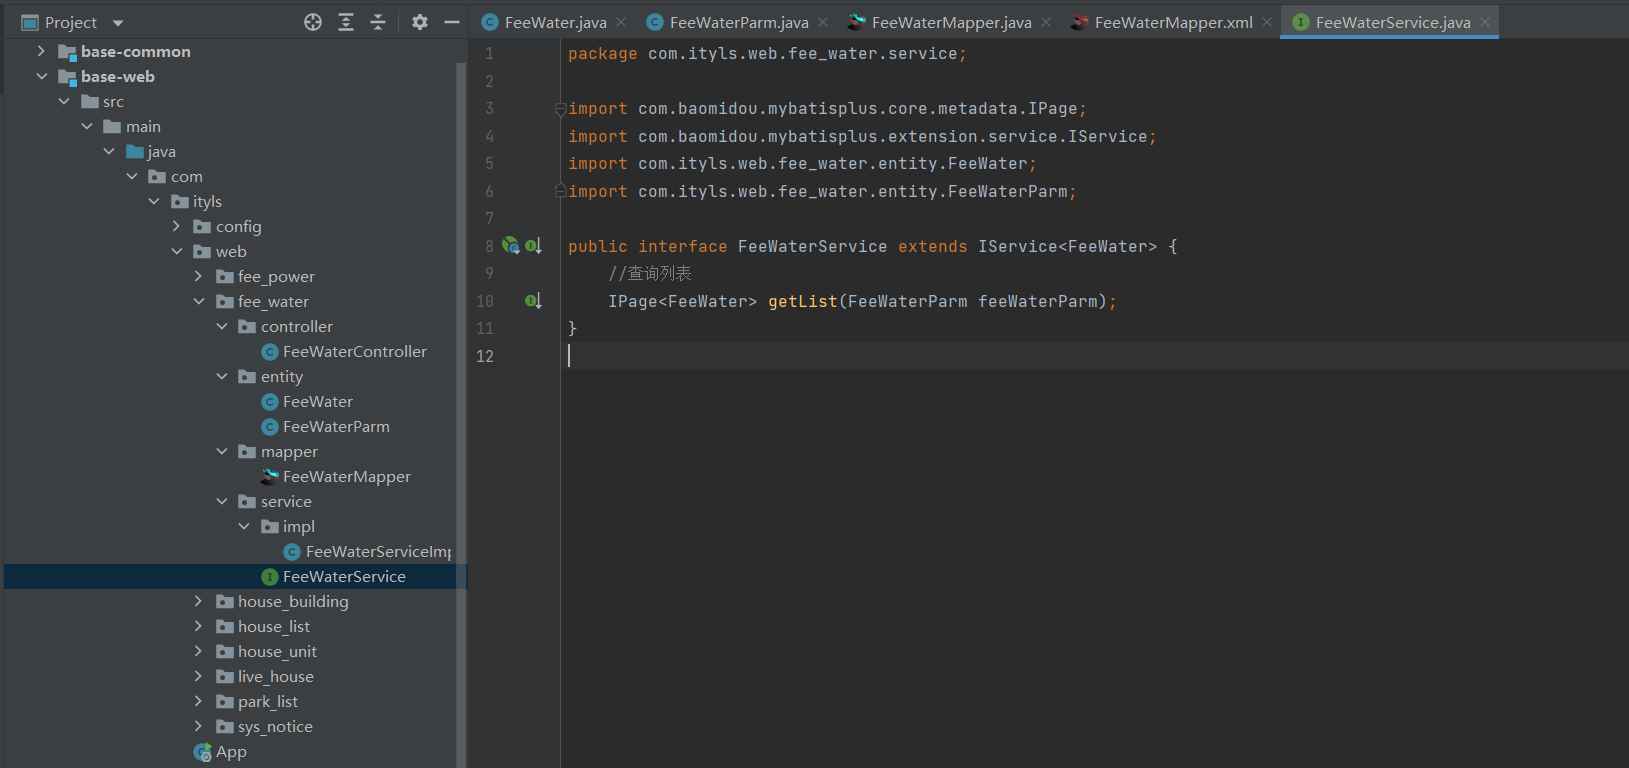 Project
FeeWater.java
FeeWaterParm.java
FeeWaterMapper.java
FeeWaterMapper.xml
FeeWaterService.java
base-common
base-web
src
main
java
com
ityls
config
web
fee_power
fee_water
controller
FeeWaterController
entity
FeeWater
FeeWaterParm
mapper
FeeWaterMapper
service
impl
FeeWaterServiceImp
FeeWaterService
house_building
house_list
house_unit
live_house
park_list
sys_notice
App
1 package com.ityls.web.fee_water.service;
2
3 import com.baomidou.mybatisplus.core.metadata.IPage;
4 import com.baomidou.mybatisplus.extension.service.IService;
5 import com.ityls.web.fee_water.entity.FeeWater;
6 import com.ityls.web.fee_water.entity.FeeWaterParm;
7
8 public interface FeeWaterService extends IService<FeeWater> {
9 //查询列表
10 IPage<FeeWater> getList(FeeWaterParm feeWaterParm);
11 }
12